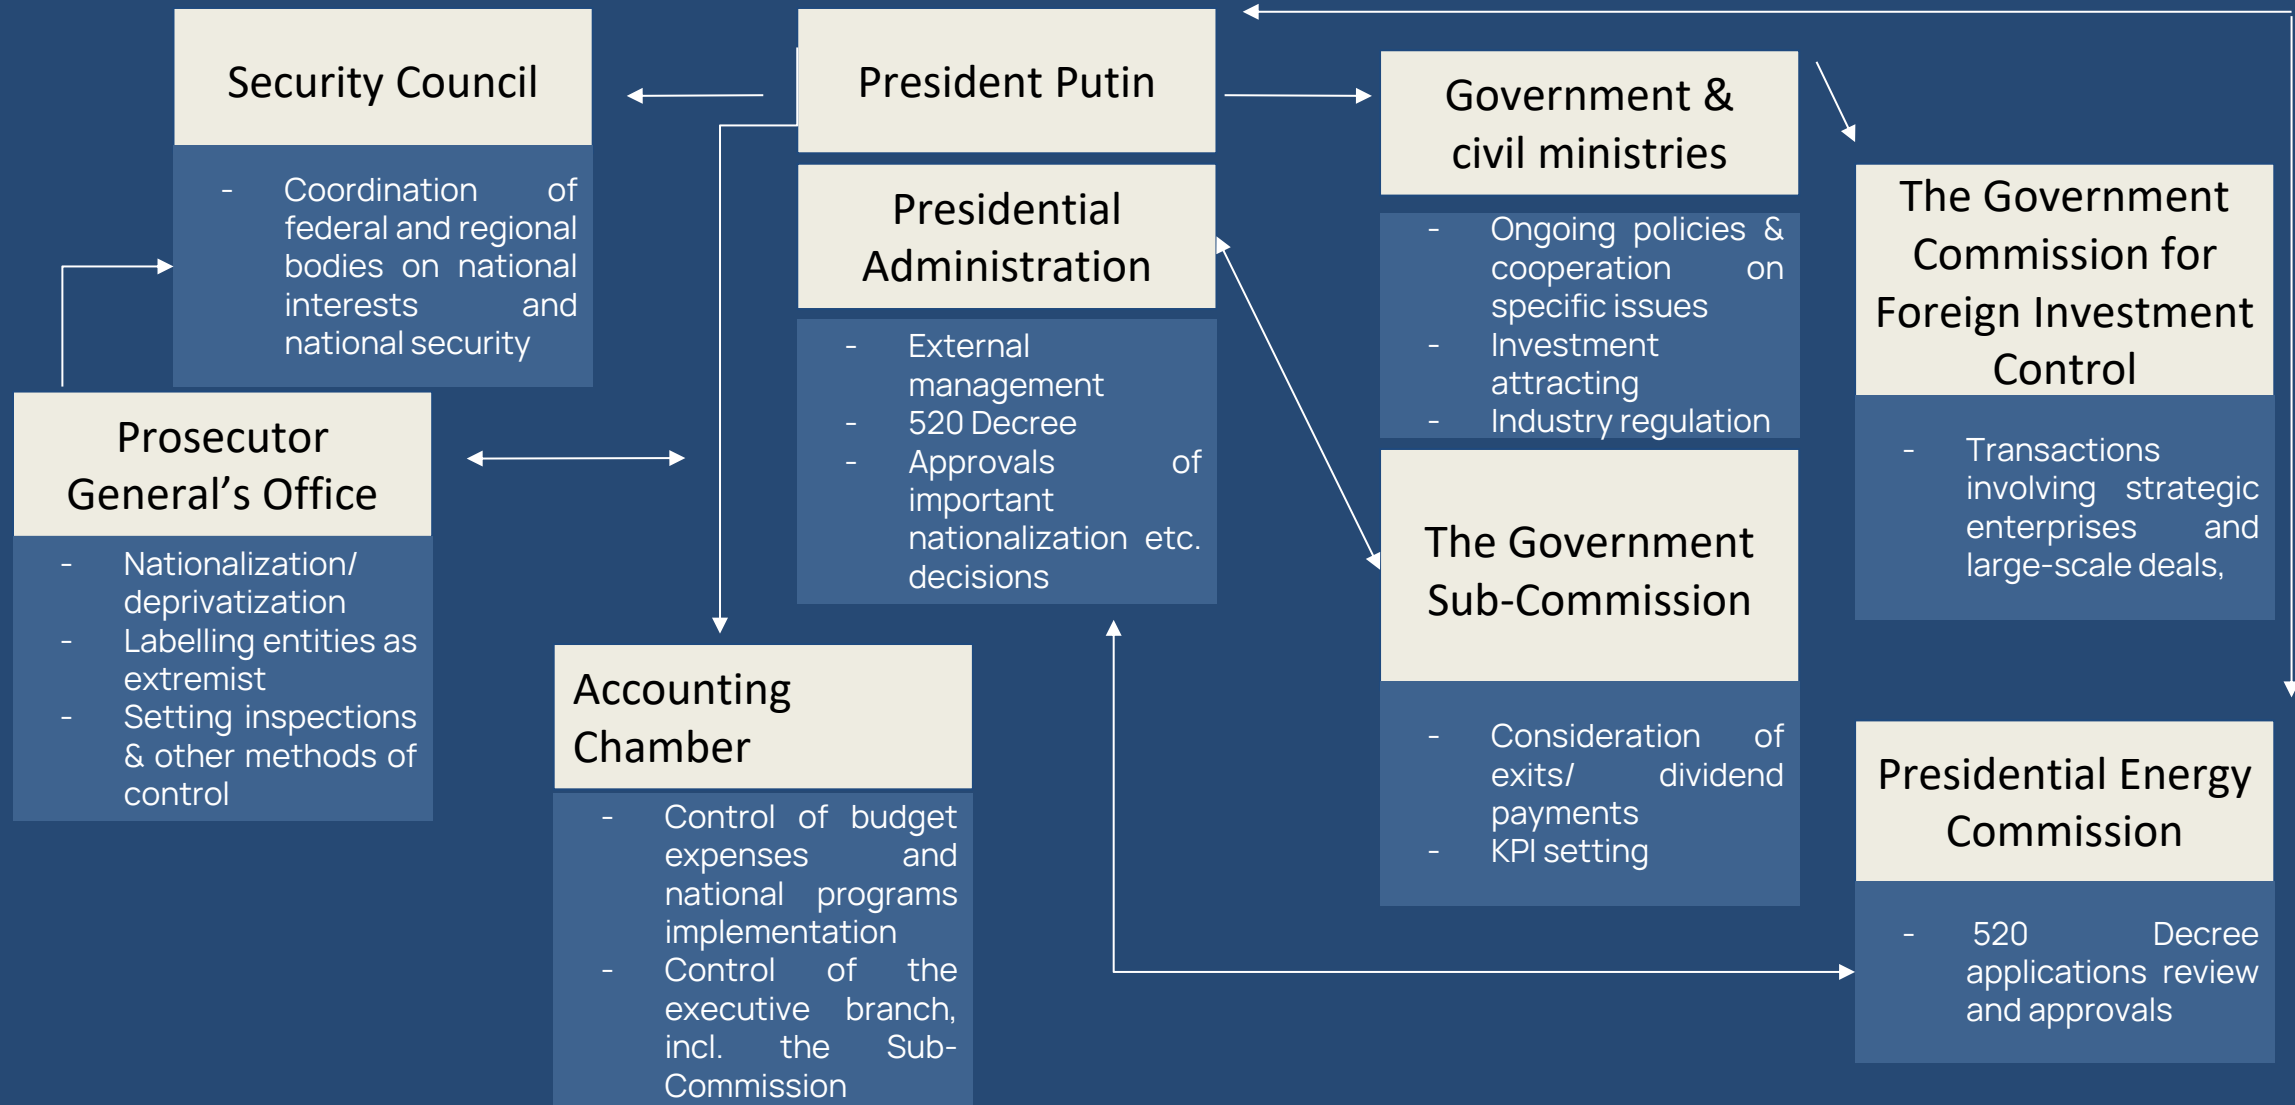 Security Council
- Coordination of
federal and regional
bodies on national
interests and
national security
President Putin
Presidential
Administration
- External
management
- 520 Decree
- Approvals of
important
nationalization etc.
decisions
Government &
civil ministries
- Ongoing policies &
cooperation on
specific issues
- Investment
attracting
- Industry regulation
The Government
Commission for
Foreign Investment
Control
- Transactions
involving strategic
enterprises and
large-scale deals,
Prosecutor
General’s Office
- Nationalization/
deprivatization
- Labelling entities as
extremist
- Setting inspections
& other methods of
control
Accounting
Chamber
- Control of budget
expenses and
national programs
implementation
- Control of the
executive branch,
incl. the Sub-
Commission
The Government
Sub-Commission
- Consideration of
exits/ dividend
payments
- KPI setting
Presidential Energy
Commission
- 520 Decree
applications review
and approvals